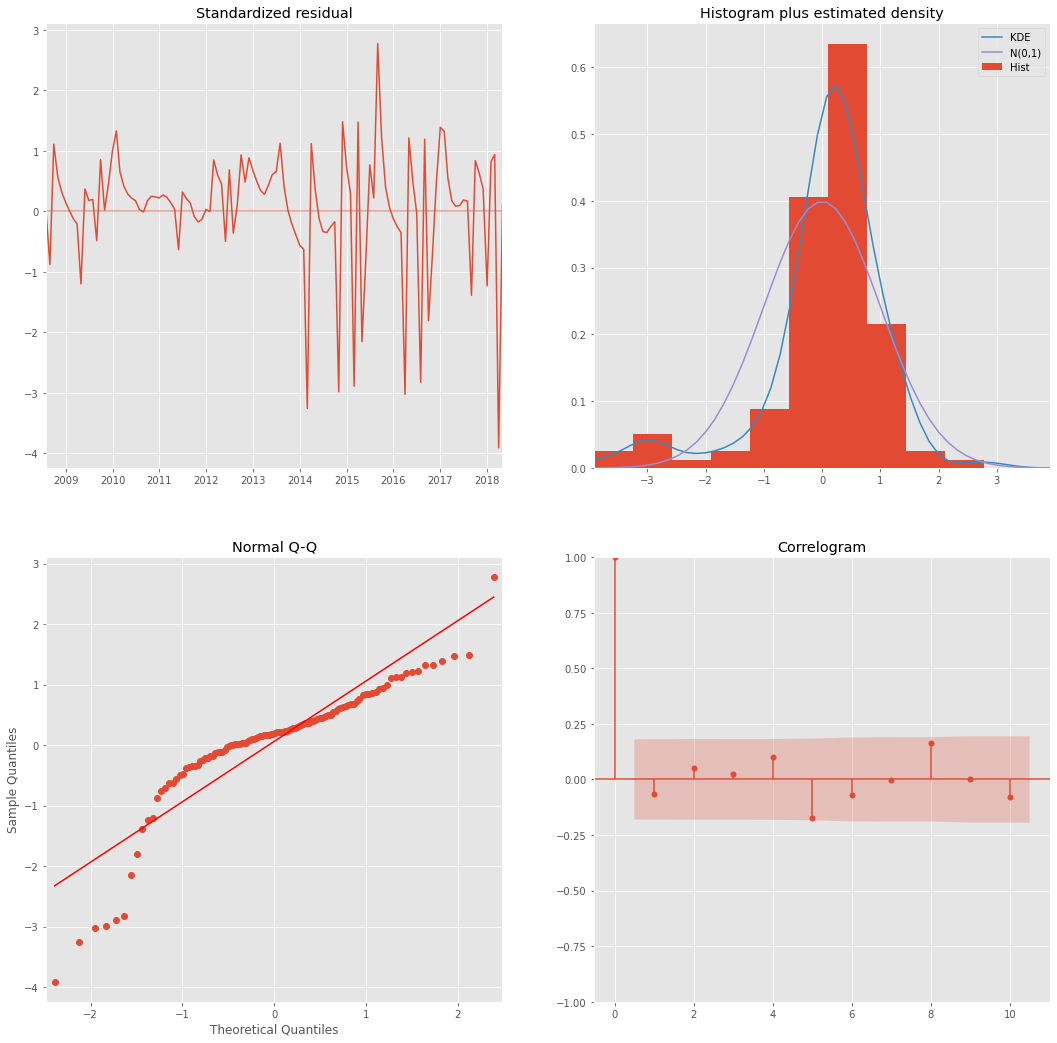 Standardized residual
3
2
1
0
−1
−2
−3
−4
2009 2010 2011 2012 2013 2014 2015 2016 2017 2018
Histogram plus estimated density
KDE
N(0,1)
Hist
0.6
0.5
0.4
0.3
0.2
0.1
0.0
−3 −2 −1 0 1 2 3
Normal Q-Q
Sample Quantiles
3
2
1
0
−1
−2
−3
−4
−2 −1 0 1 2
Theoretical Quantiles
Correlogram
1.00
0.75
0.50
0.25
0.00
−0.25
−0.50
−0.75
−1.00
0 2 4 6 8 10